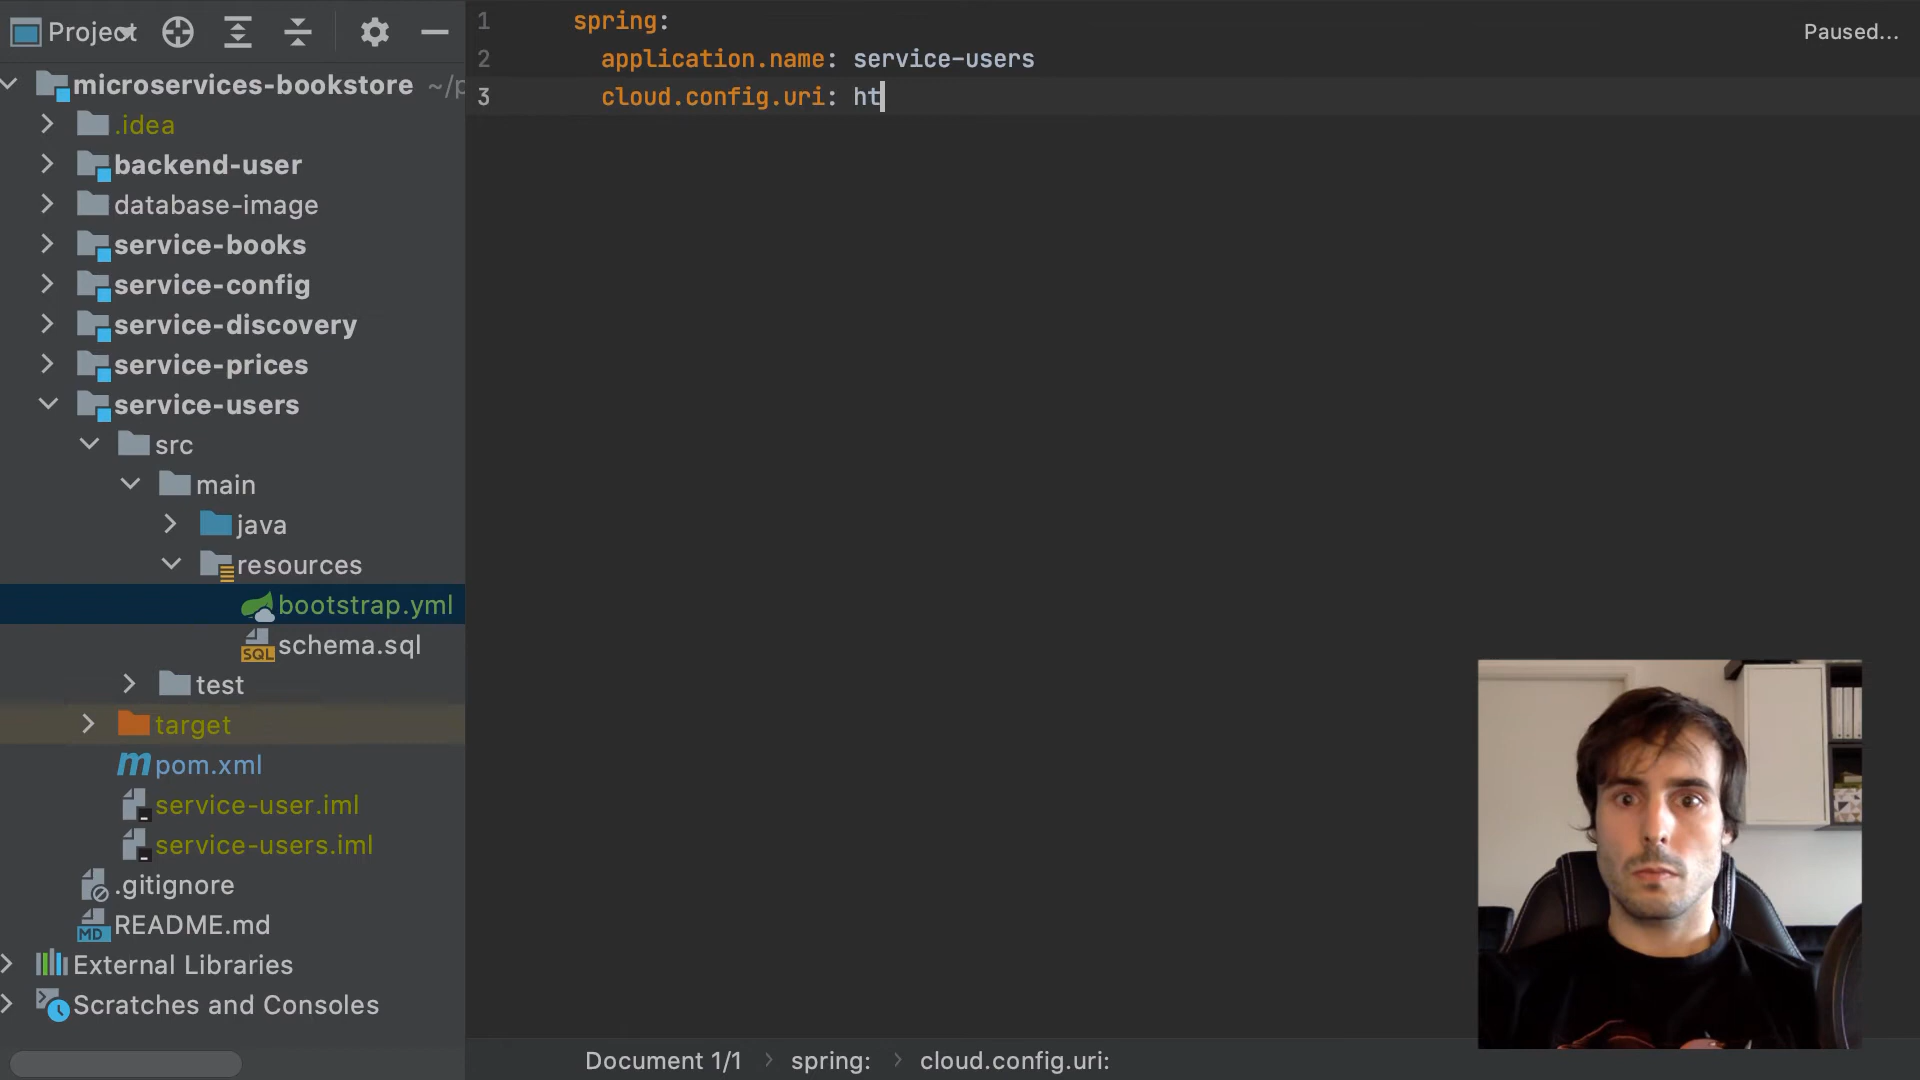 Project
microservices-bookstore ~/p
.idea
backend-user
database-image
service-books
service-config
service-discovery
service-prices
service-users
src
main
java
resources
bootstrap.yml
SQL schema.sql
test
target
m pom.xml
service-user.iml
service-users.iml
.gitignore
MD README.md
External Libraries
Scratches and Consoles
1 spring:
2 application.name: service-users
3 cloud.config.uri: ht
Paused...
Document 1/1 spring: cloud.config.uri: